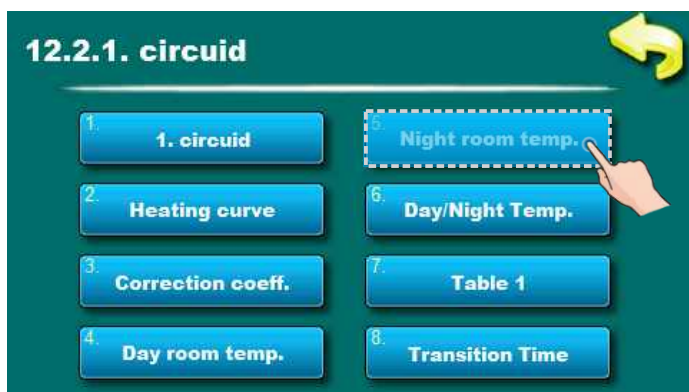 12.2.1. circuid
1.
1. circuid
2.
Heating curve
3.
Correction coeff.
4.
Day room temp.
5.
Night room temp.
6.
Day/Night Temp.
7.
Table 1
8.
Transition Time